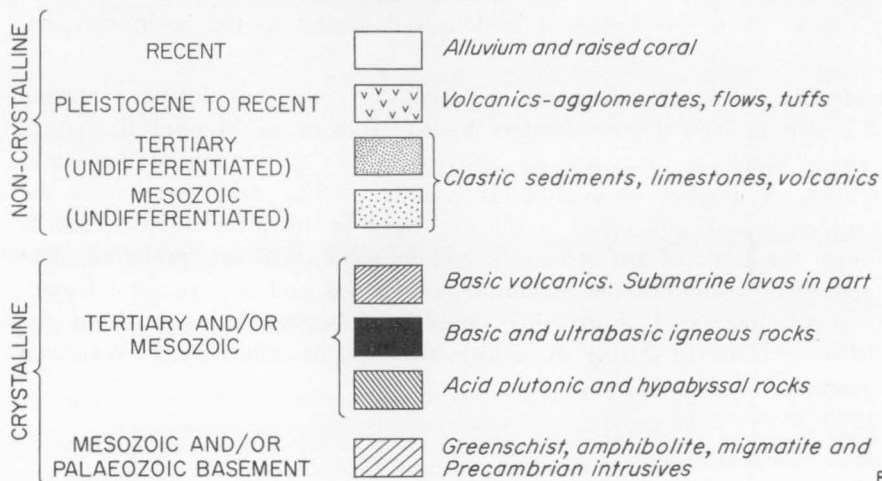 NON-CRYSTALLINE
RECENT
Alluvium and raised coral
PLEISTOCENE TO RECENT
Volcanics-agglomerates, flows, tuffs
TERTIARY
(UNDIFFERENTIATED)
MESOZOIC
(UNDIFFERENTIATED)
Clastic sediments, limestones, volcanics
CRYSTALLINE
TERTIARY AND/OR
MESOZOIC
Basic volcanics. Submarine lavas in part
Basic and ultrabasic igneous rocks.
Acid plutonic and hypabyssal rocks
MESOZOIC AND/OR
PALAEOZOIC BASEMENT
Greenschist, amphibolite, migmatite and
Precambrian intrusives